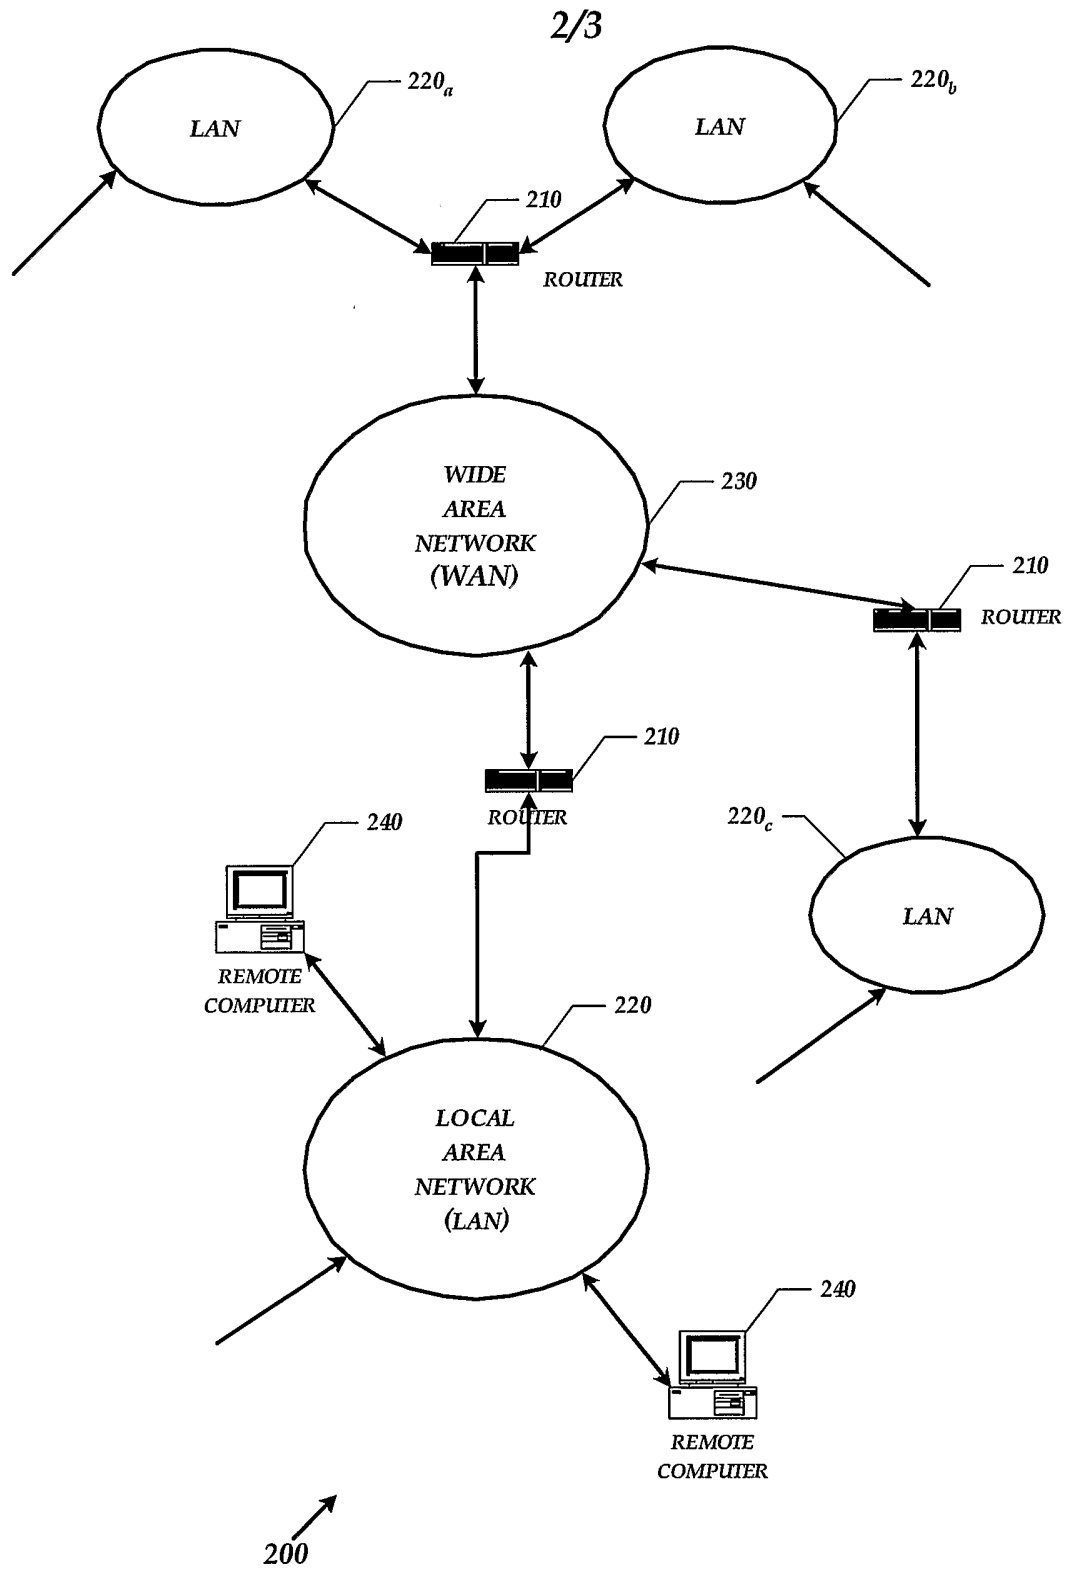 2/3
220a
LAN
220b
LAN
210
ROUTER
WIDE
AREA
NETWORK
(WAN)
230
210
ROUTER
210
ROUTER
240
REMOTE
COMPUTER
220c
LAN
220
LOCAL
AREA
NETWORK
(LAN)
240
REMOTE
COMPUTER
200